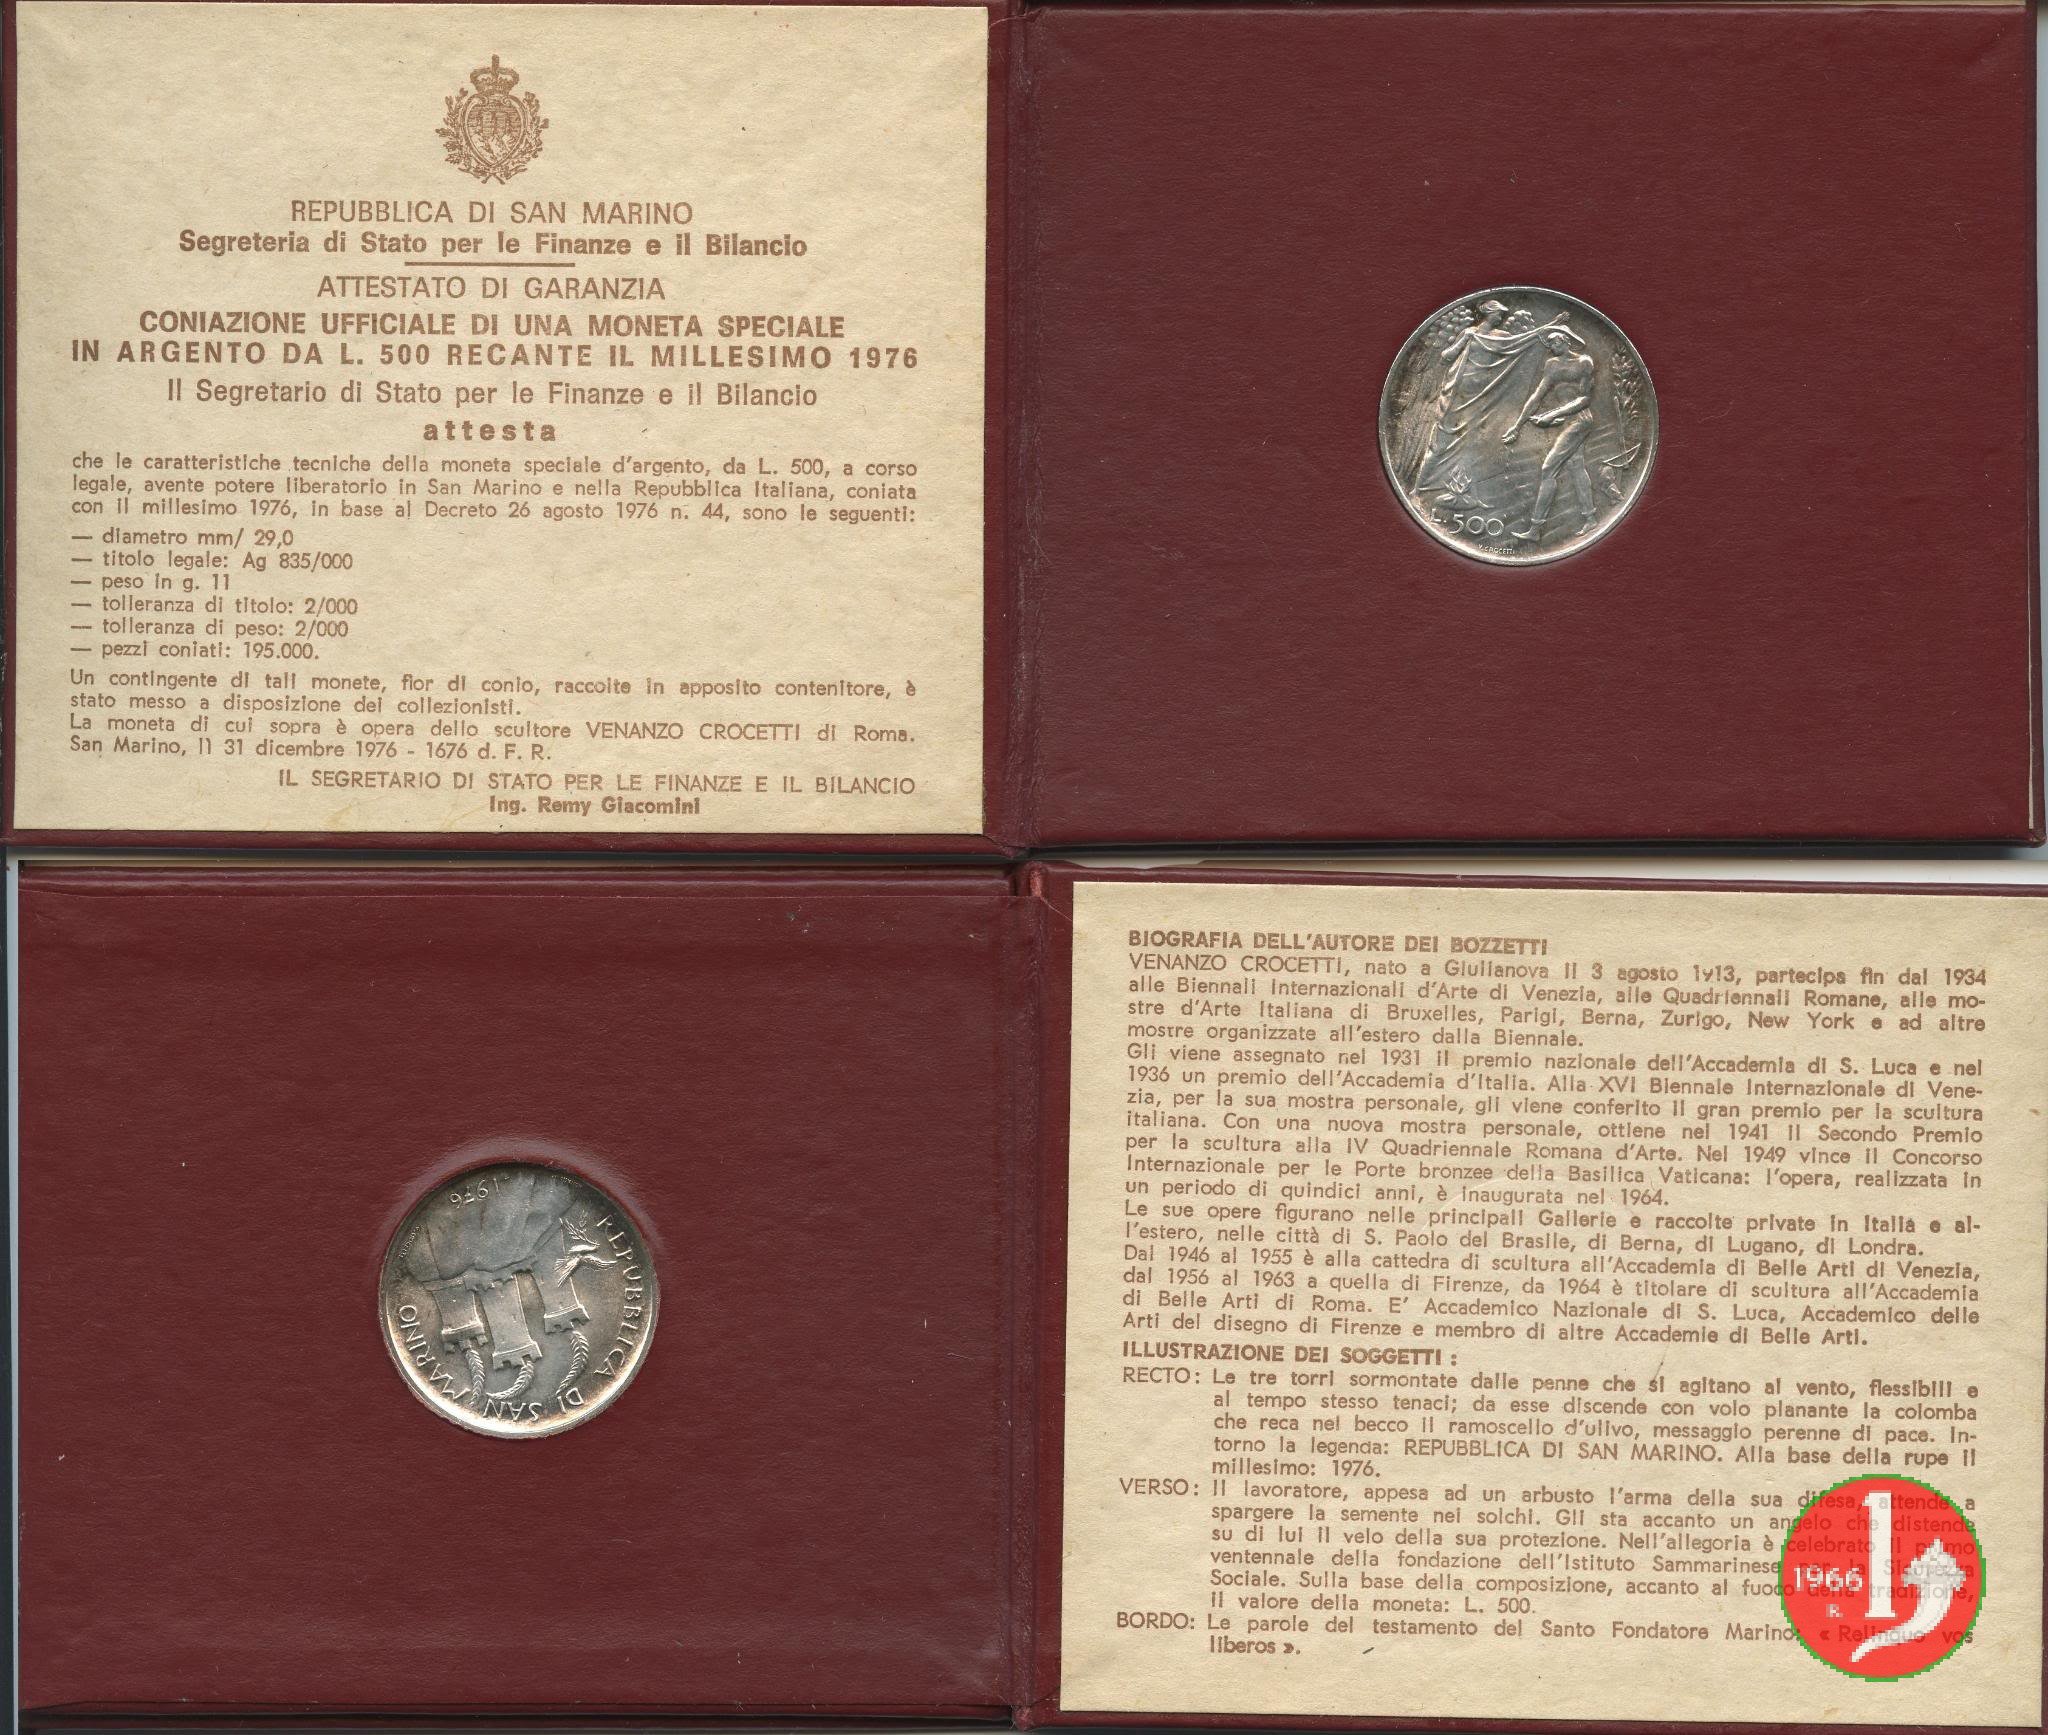 REPUBBLICA DI SAN MARINO
Segreteria di Stato per le Finanze e il Bilancio
ATTESTATO DI GARANZIA
CONIAZIONE UFFICIALE DI UNA MONETA SPECIALE
IN ARGENTO DA L. 500 RECANTE IL MILLESIMO 1976
Il Segretario di Stato per le Finanze e il Bilancio
attesta
che le caratteristiche tecniche della moneta speciale d'argento, da L. 500, a corso
legale, avente potere liberatorio in San Marino e nella Repubblica Italiana, coniata
con il millesimo 1976, in base al Decreto 26 agosto 1976 n. 44, sono le seguenti:
— diametro mm/ 29,0
— titolo legale: Ag 835/000
— peso in g. 11
— tolleranza di titolo: 2/000
— tolleranza di peso: 2/000
— pezzi coniati: 195.000.
Un contingente di tali monete, fior di conio, raccolte in apposito contenitore, è
stato messo a disposizione dei collezionisti.
La moneta di cui sopra è opera dello scultore VENANZO CROCETTI di Roma.
San Marino, il 31 dicembre 1976 - 1676 d. F. R.
IL SEGRETARIO DI STATO PER LE FINANZE E IL BILANCIO
Ing. Remy Giacomini
L. 500
V. CROCETTI
1976
REPUBBLICA DI SAN MARINO
BIOGRAFIA DELL'AUTORE DEI BOZZETTI
VENANZO CROCETTI, nato a Giulianova il 3 agosto 1913, partecipa fin dal 1934
alle Biennali Internazionali d'Arte di Venezia, alle Quadriennali Romane, alle mo-
stre d'Arte Italiana di Bruxelles, Parigi, Berna, Zurigo, New York e ad altre
mostre organizzate all'estero dalla Biennale.
Gli viene assegnato nel 1931 il premio nazionale dell'Accademia di S. Luca e nel
1936 un premio dell'Accademia d'Italia. Alla XVI Biennale Internazionale di Vene-
zia, per la sua mostra personale, gli viene conferito il gran premio per la scultura
italiana. Con una nuova mostra personale, ottiene nel 1941 il Secondo Premio
per la scultura alla IV Quadriennale Romana d'Arte. Nel 1949 vince il Concorso
Internazionale per le Porte bronzee della Basilica Vaticana: l'opera, realizzata in
un periodo di quindici anni, è inaugurata nel 1964.
Le sue opere figurano nelle principali Gallerie e raccolte private in Italia e al-
l'estero, nelle città di S. Paolo del Brasile, di Berna, di Lugano, di Londra.
Dal 1946 al 1955 è alla cattedra di scultura all'Accademia di Belle Arti di Venezia,
dal 1956 al 1963 a quella di Firenze, da 1964 è titolare di scultura all'Accademia
di Belle Arti di Roma. E' Accademico Nazionale di S. Luca, Accademico delle
Arti del disegno di Firenze e membro di altre Accademie di Belle Arti.
ILLUSTRAZIONE DEI SOGGETTI :
RECTO: Le tre torri sormontate dalle penne che si agitano al vento, flessibili e
al tempo stesso tenaci; da esse discende con volo planante la colomba
che reca nel becco il ramoscello d'ulivo, messaggio perenne di pace. In-
torno la legenda: REPUBBLICA DI SAN MARINO. Alla base della rupe il
millesimo: 1976.
VERSO: Il lavoratore, appesa ad un arbusto l'arma della sua difesa, attende a
spargere la semente nei solchi. Gli sta accanto un angelo che distende
su di lui il velo della sua protezione. Nell'allegoria è celebrato il primo
ventennale della fondazione dell'Istituto Sammarinese per la Sicurezza
Sociale. Sulla base della composizione, accanto al fuoco della tradizione,
il valore della moneta: L. 500.
BORDO: Le parole del testamento del Santo Fondatore Marino: « Relinquo vos
liberos ».
1966
R